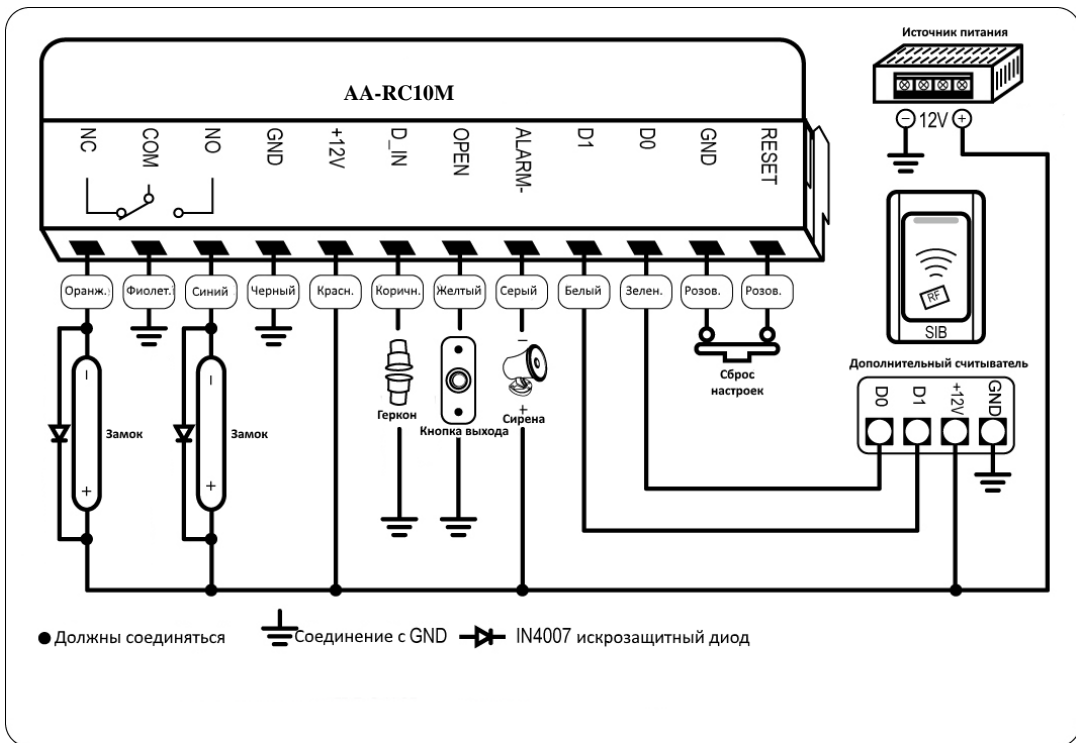 Источник питания
AA-RC10M
12V
NC
COM
NO
GND
+12V
D_IN
OPEN
ALARM-
D1
D0
GND
RESET
Оранж.
Фиолет.
Синий
Черный
Красн.
Коричн.
Желтый
Серый
Белый
Зелен.
Розов.
Розов.
RF
SIB
Замок
Замок
Геркон
Кнопка выхода
Сирена
Сброс
настроек
Дополнительный считыватель
D0
D1
+12V
GND
Должны соединяться
Соединение с GND
IN4007 искрозащитный диод